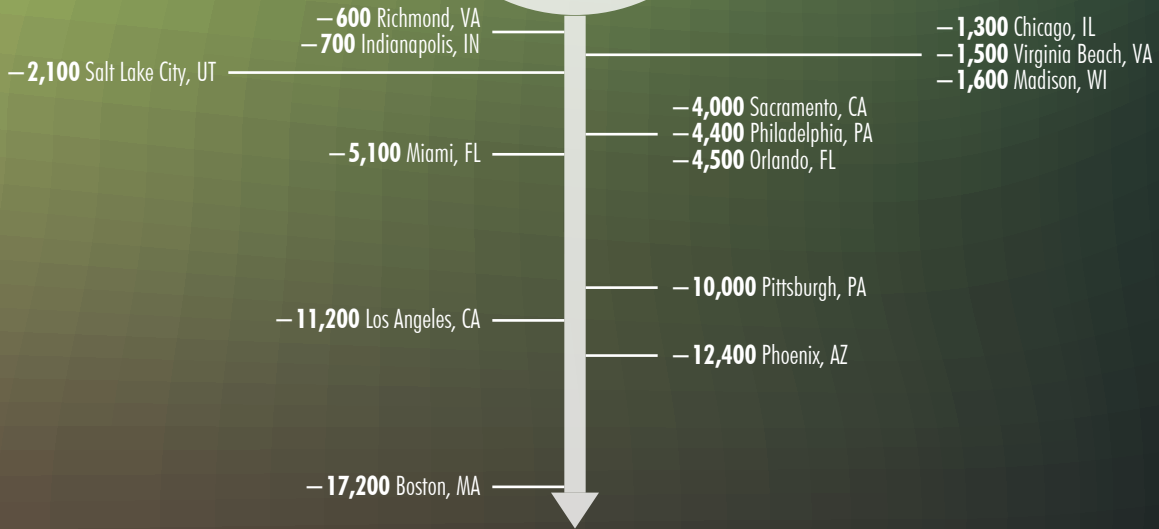 –600 Richmond, VA
–700 Indianapolis, IN
–1,300 Chicago, IL
–1,500 Virginia Beach, VA
–1,600 Madison, WI
–2,100 Salt Lake City, UT
–4,000 Sacramento, CA
–4,400 Philadelphia, PA
–4,500 Orlando, FL
–5,100 Miami, FL
–10,000 Pittsburgh, PA
–11,200 Los Angeles, CA
–12,400 Phoenix, AZ
–17,200 Boston, MA